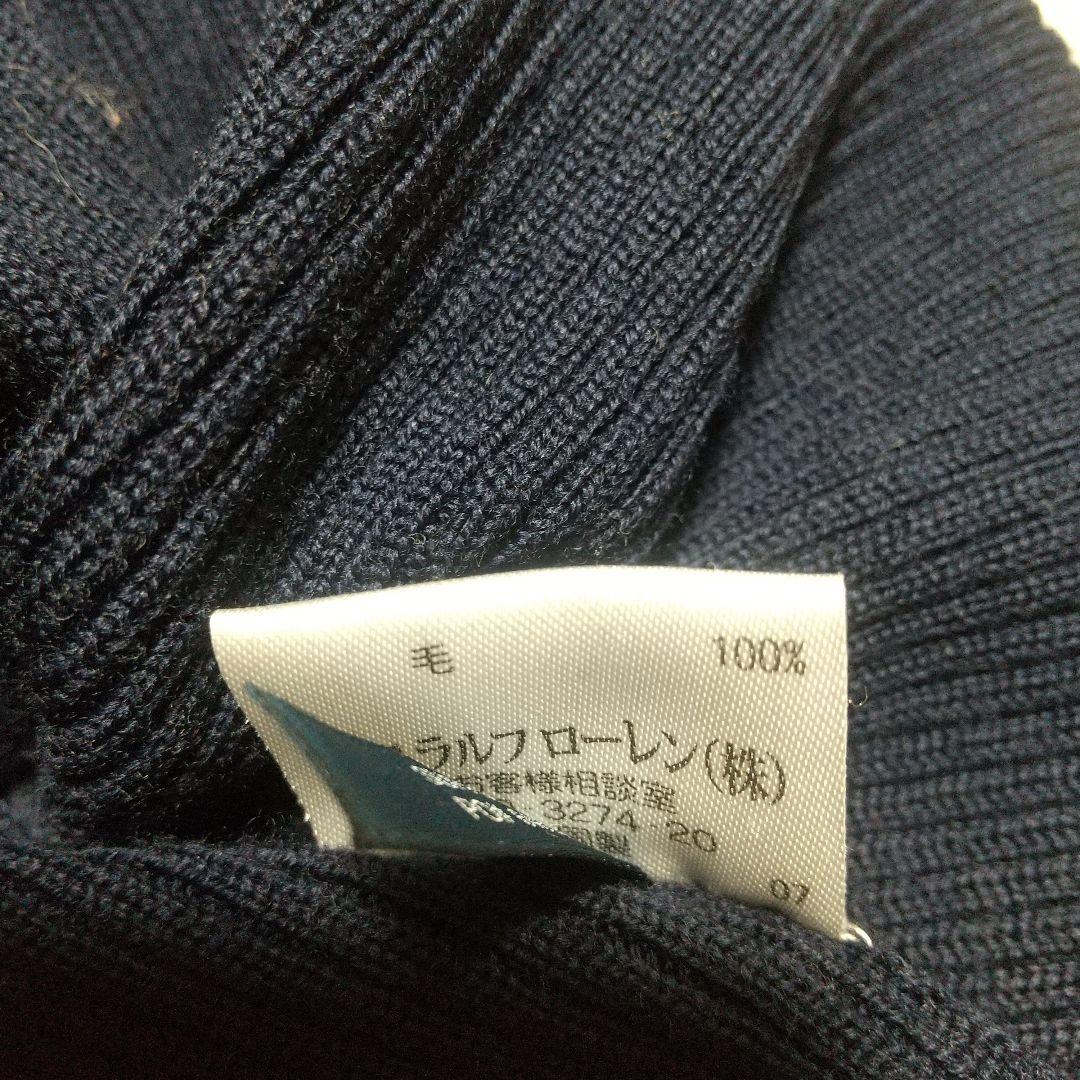 毛 100%
ラルフ ローレン(株)
お客様相談室
3274-20
製
07